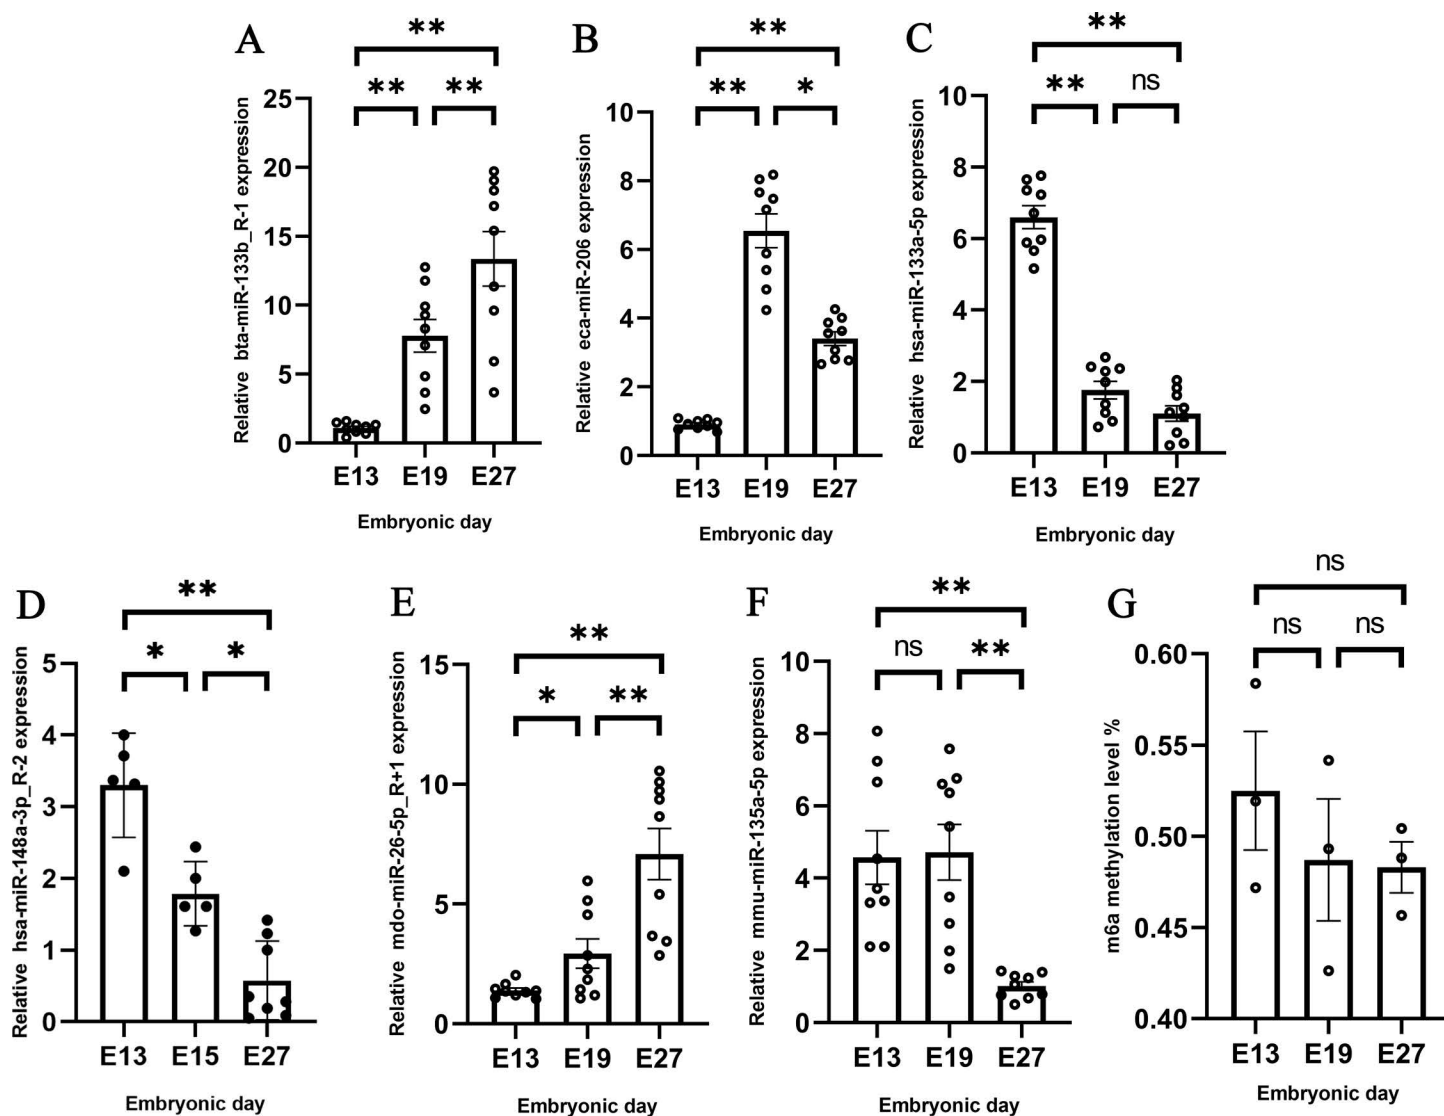 A
**
**
**
Relative bta-miR-133b_R-1 expression
25
20
15
10
5
0
E13 E19 E27
Embryonic day
B
**
**
*
Relative eca-miR-206 expression
10
8
6
4
2
0
E13 E19 E27
Embryonic day
C
**
**
ns
Relative hsa-miR-133a-5p expression
10
8
6
4
2
0
E13 E19 E27
Embryonic day
D
**
*
*
Relative hsa-miR-148a-3p_R-2 expression
5
4
3
2
1
0
E13 E15 E27
Embryonic day
E
**
*
**
Relative mdo-miR-26-5p_R+1 expression
15
10
5
0
E13 E19 E27
Embryonic day
F
**
ns
**
Relative mmu-miR-135a-5p expression
10
8
6
4
2
0
E13 E19 E27
Embryonic day
G
ns
ns
ns
m6a methylation level %
0.60
0.55
0.50
0.45
0.40
E13 E19 E27
Embryonic day